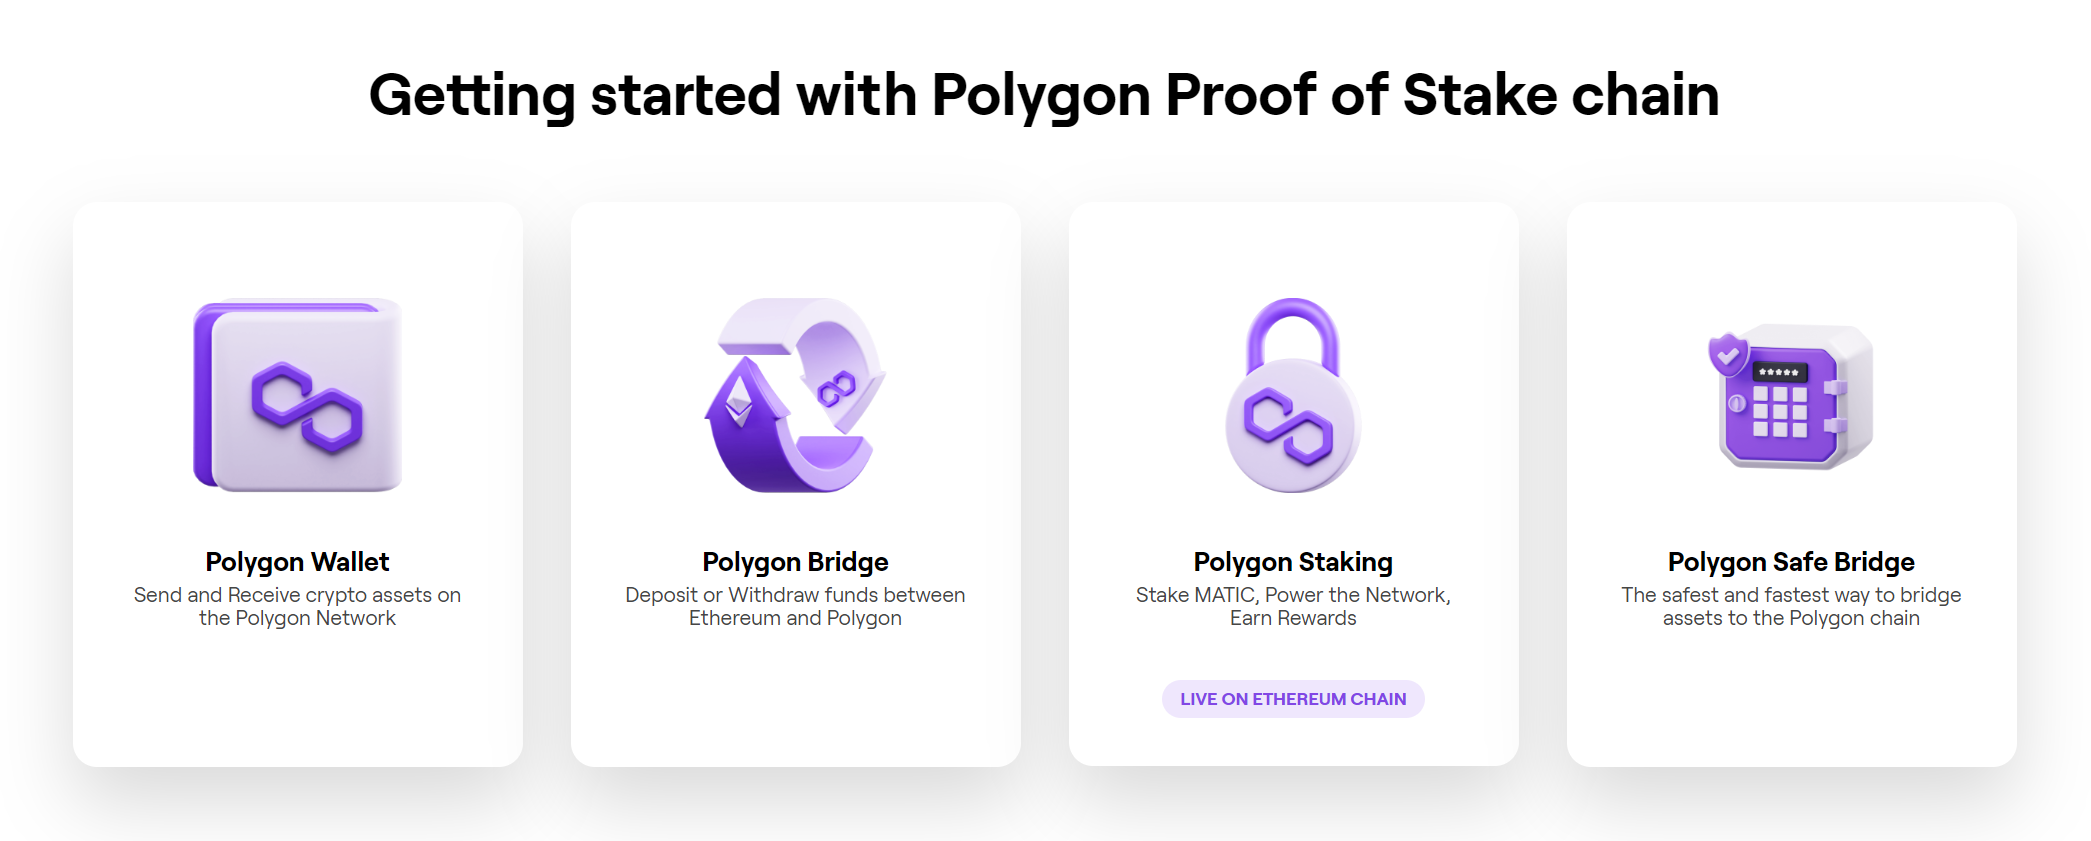 Getting started with Polygon Proof of Stake chain
*****
Polygon Wallet
Send and Receive crypto assets on
the Polygon Network
Polygon Bridge
Deposit or Withdraw funds between
Ethereum and Polygon
Polygon Staking
Stake MATIC, Power the Network,
Earn Rewards
LIVE ON ETHEREUM CHAIN
Polygon Safe Bridge
The safest and fastest way to bridge
assets to the Polygon chain